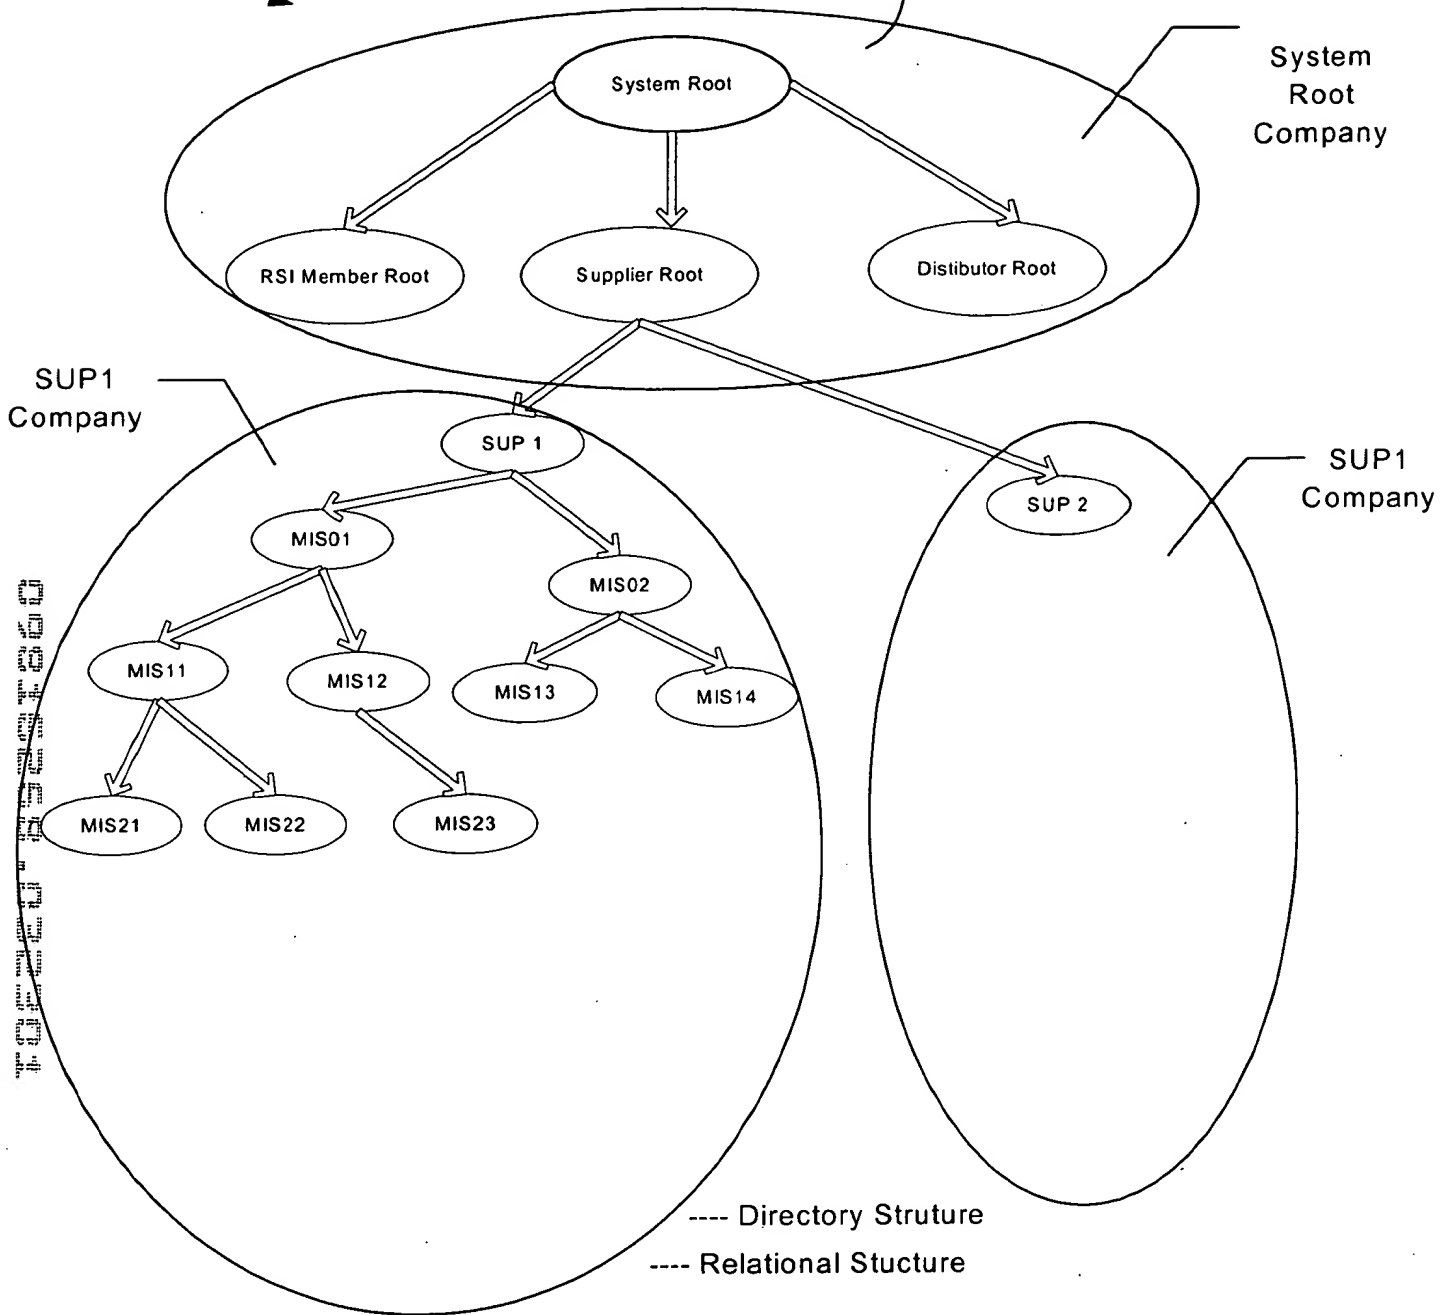 System Root
System
Root
Company
RSI Member Root
Supplier Root
Distibutor Root
SUP1
Company
SUP 1
SUP1
Company
SUP 2
MIS01
MIS02
MIS11
MIS12
MIS13
MIS14
MIS21
MIS22
MIS23
---- Directory Struture
---- Relational Stucture